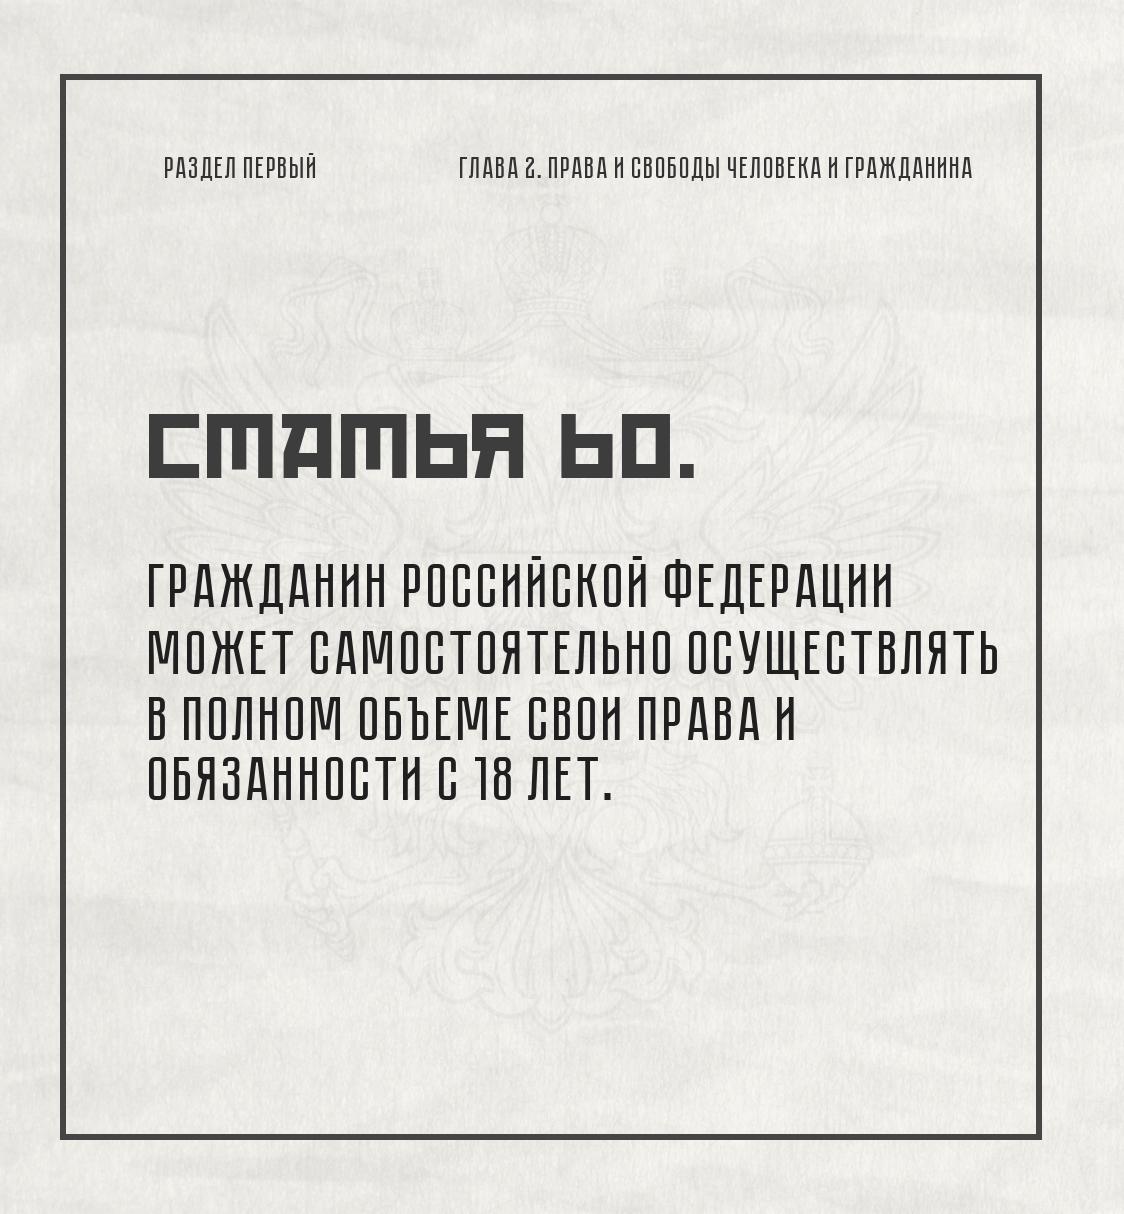 РАЗДЕЛ ПЕРВЫЙ
ГЛАВА 2. ПРАВА И СВОБОДЫ ЧЕЛОВЕКА И ГРАЖДАНИНА
СТАТЬЯ 60.
ГРАЖДАНИН РОССИЙСКОЙ ФЕДЕРАЦИИ
МОЖЕТ САМОСТОЯТЕЛЬНО ОСУЩЕСТВЛЯТЬ
В ПОЛНОМ ОБЪЕМЕ СВОИ ПРАВА И
ОБЯЗАННОСТИ С 18 ЛЕТ.